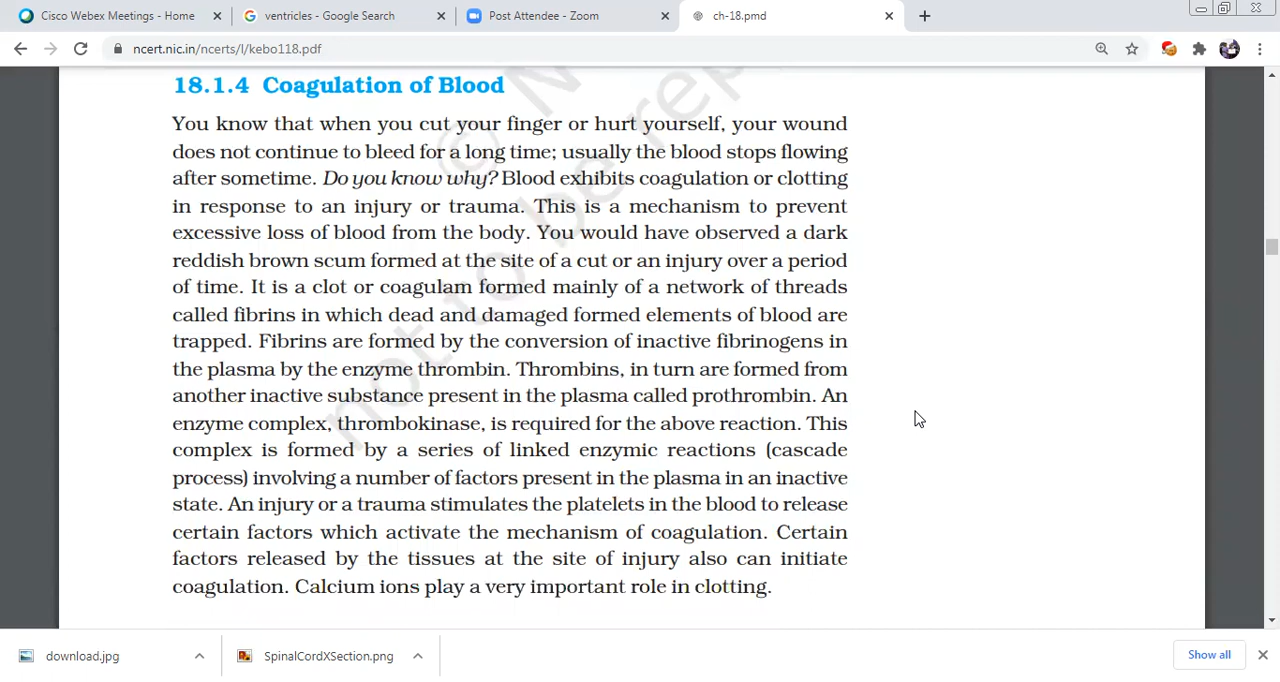 Cisco Webex Meetings - Home
ventricles - Google Search
Post Attendee - Zoom
ch-18.pmd
ncert.nic.in/ncerts/l/kebo118.pdf
18.1.4 Coagulation of Blood
You know that when you cut your finger or hurt yourself, your wound
does not continue to bleed for a long time; usually the blood stops flowing
after sometime. Do you know why? Blood exhibits coagulation or clotting
in response to an injury or trauma. This is a mechanism to prevent
excessive loss of blood from the body. You would have observed a dark
reddish brown scum formed at the site of a cut or an injury over a period
of time. It is a clot or coagulam formed mainly of a network of threads
called fibrins in which dead and damaged formed elements of blood are
trapped. Fibrins are formed by the conversion of inactive fibrinogens in
the plasma by the enzyme thrombin. Thrombins, in turn are formed from
another inactive substance present in the plasma called prothrombin. An
enzyme complex, thrombokinase, is required for the above reaction. This
complex is formed by a series of linked enzymic reactions (cascade
process) involving a number of factors present in the plasma in an inactive
state. An injury or a trauma stimulates the platelets in the blood to release
certain factors which activate the mechanism of coagulation. Certain
factors released by the tissues at the site of injury also can initiate
coagulation. Calcium ions play a very important role in clotting.
© N
not to be rep
download.jpg
SpinalCordXSection.png
Show all